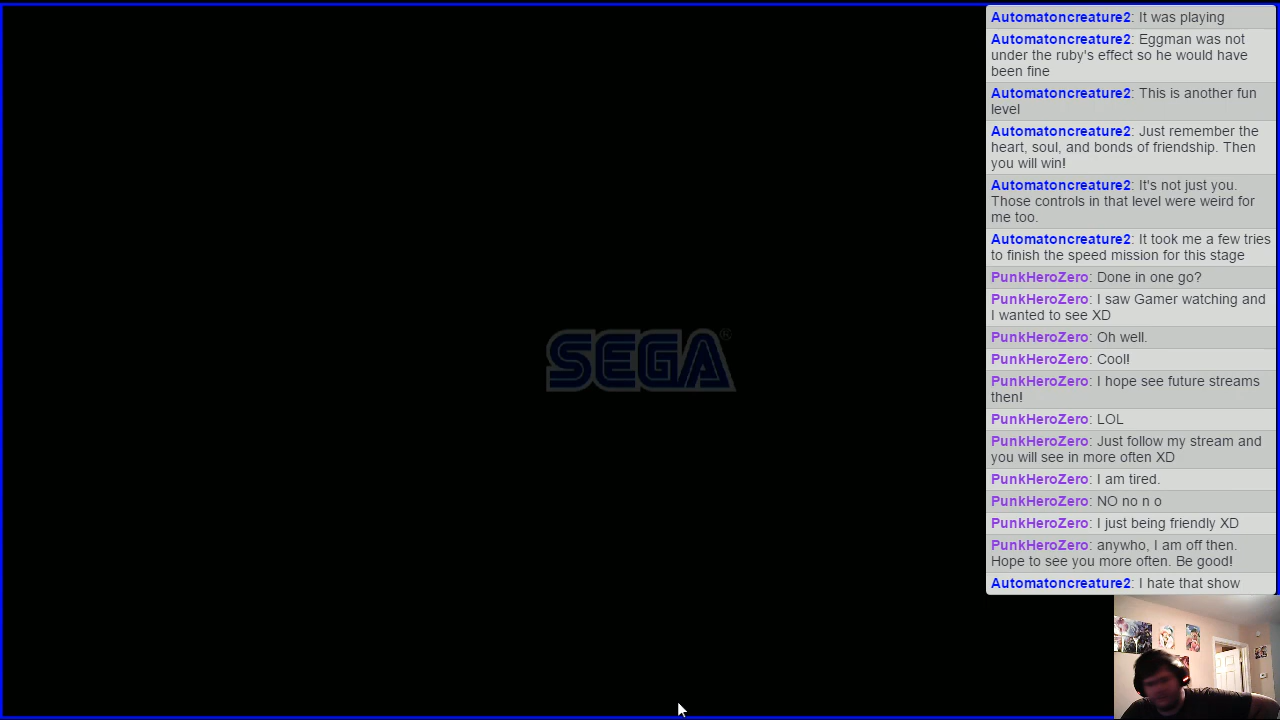 Automatoncreature2: It was playing
Automatoncreature2: Eggman was not
under the ruby's effect so he would have
been fine
Automatoncreature2: This is another fun
level
Automatoncreature2: Just remember the
heart, soul, and bonds of friendship. Then
you will win!
Automatoncreature2: It's not just you.
Those controls in that level were weird for
me too.
Automatoncreature2: It took me a few tries
to finish the speed mission for this stage
PunkHeroZero: Done in one go?
PunkHeroZero: I saw Gamer watching and
I wanted to see XD
PunkHeroZero: Oh well.
PunkHeroZero: Cool!
PunkHeroZero: I hope see future streams
then!
PunkHeroZero: LOL
PunkHeroZero: Just follow my stream and
you will see in more often XD
PunkHeroZero: I am tired.
PunkHeroZero: NO no n o
PunkHeroZero: I just being friendly XD
PunkHeroZero: anywho, I am off then.
Hope to see you more often. Be good!
Automatoncreature2: I hate that show
SEGA®